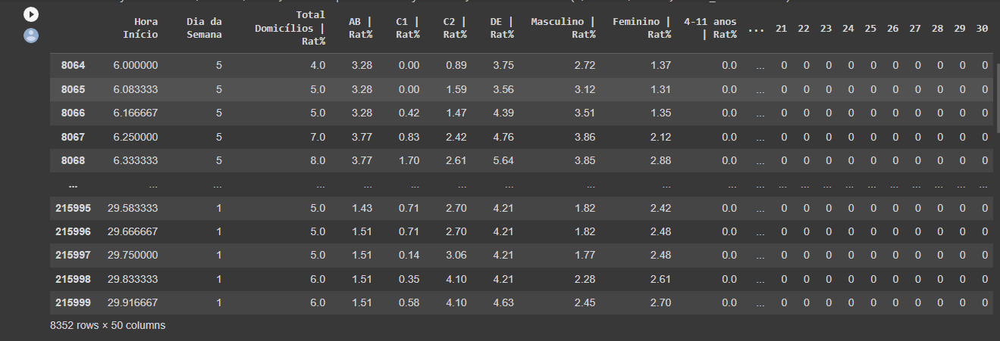 Hora Início Dia da Semana Total Domicílios | Rat% AB | Rat% C1 | Rat% C2 | Rat% DE | Rat% Masculino | Rat% Feminino | Rat% 4-11 anos | Rat% ... 21 22 23 24 25 26 27 28 29 30
8064 6.000000 5 4.0 3.28 0.00 0.89 3.75 2.72 1.37 0.0 ... 0 0 0 0 0 0 0 0 0 0
8065 6.083333 5 5.0 3.28 0.00 1.59 3.56 3.12 1.31 0.0 ... 0 0 0 0 0 0 0 0 0 0
8066 6.166667 5 5.0 3.28 0.42 1.47 4.39 3.51 1.35 0.0 ... 0 0 0 0 0 0 0 0 0 0
8067 6.250000 5 7.0 3.77 0.83 2.42 4.76 3.86 2.12 0.0 ... 0 0 0 0 0 0 0 0 0 0
8068 6.333333 5 8.0 3.77 1.70 2.61 5.64 3.85 2.88 0.0 ... 0 0 0 0 0 0 0 0 0 0
... ... ... ... ... ... ... ... ... ... ... ... ... ... ... ... ... ... ... ... ... ...
215995 29.583333 1 5.0 1.43 0.71 2.70 4.21 1.82 2.42 0.0 ... 0 0 0 0 0 0 0 0 0 0
215996 29.666667 1 5.0 1.51 0.71 2.70 4.21 1.82 2.48 0.0 ... 0 0 0 0 0 0 0 0 0 0
215997 29.750000 1 5.0 1.51 0.14 3.06 4.21 1.77 2.48 0.0 ... 0 0 0 0 0 0 0 0 0 0
215998 29.833333 1 6.0 1.51 0.35 4.10 4.21 2.28 2.61 0.0 ... 0 0 0 0 0 0 0 0 0 0
215999 29.916667 1 6.0 1.51 0.58 4.10 4.63 2.45 2.70 0.0 ... 0 0 0 0 0 0 0 0 0 0
8352 rows × 50 columns